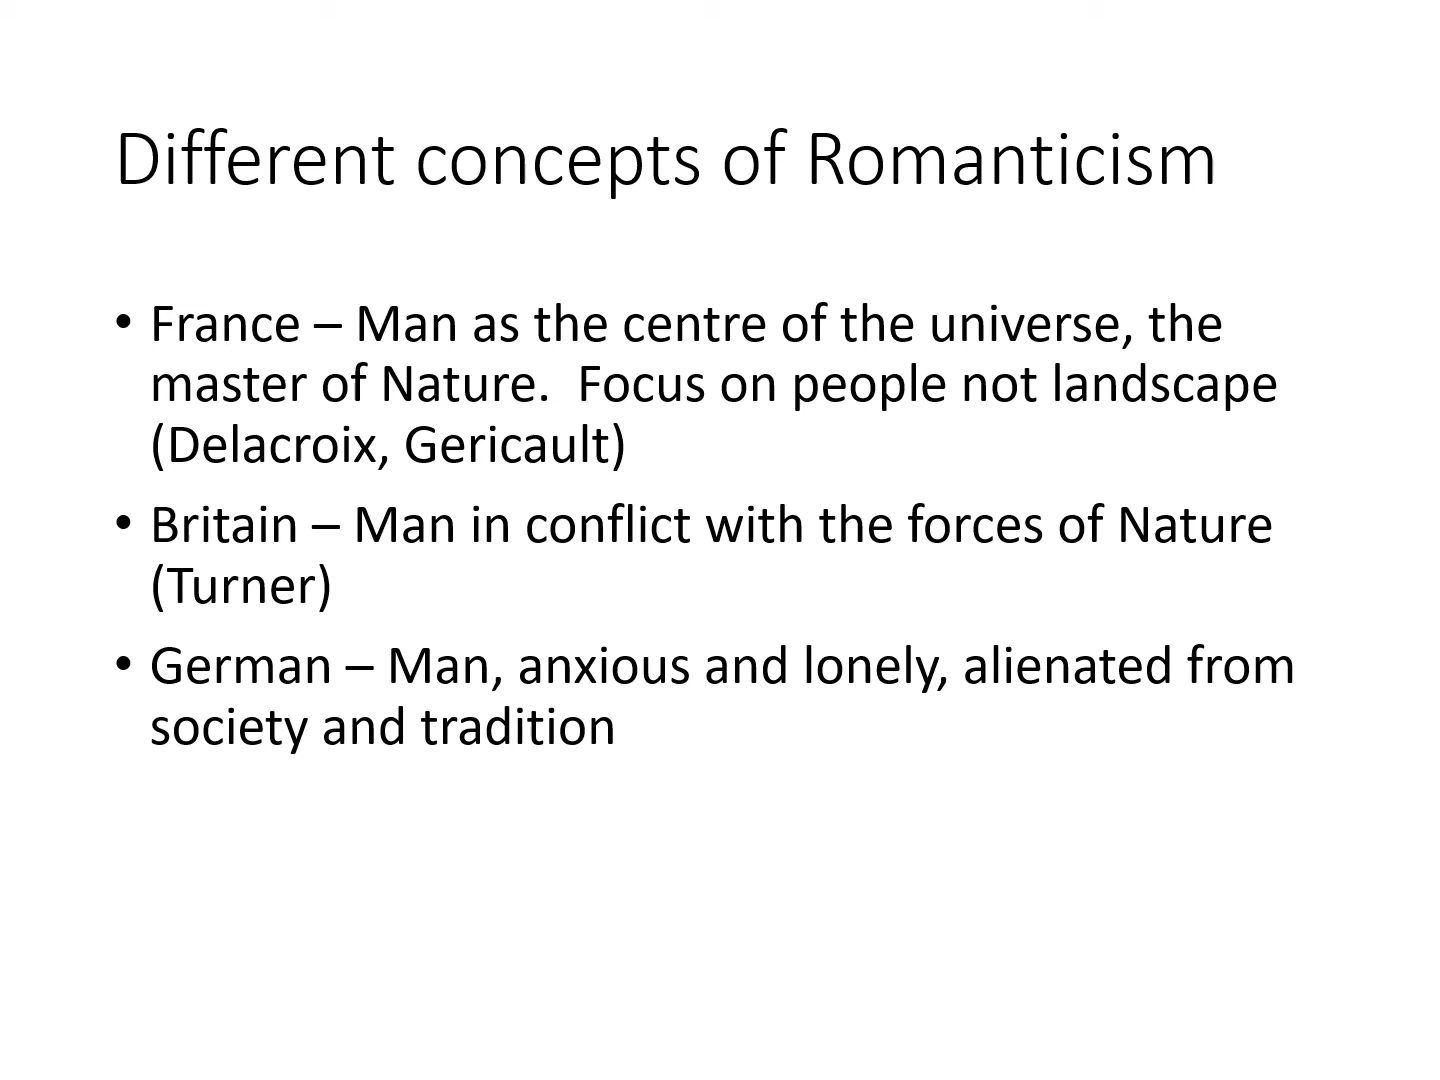 Different concepts of Romanticism
• France – Man as the centre of the universe, the
master of Nature.  Focus on people not landscape
(Delacroix, Gericault)
• Britain – Man in conflict with the forces of Nature
(Turner)
• German – Man, anxious and lonely, alienated from
society and tradition